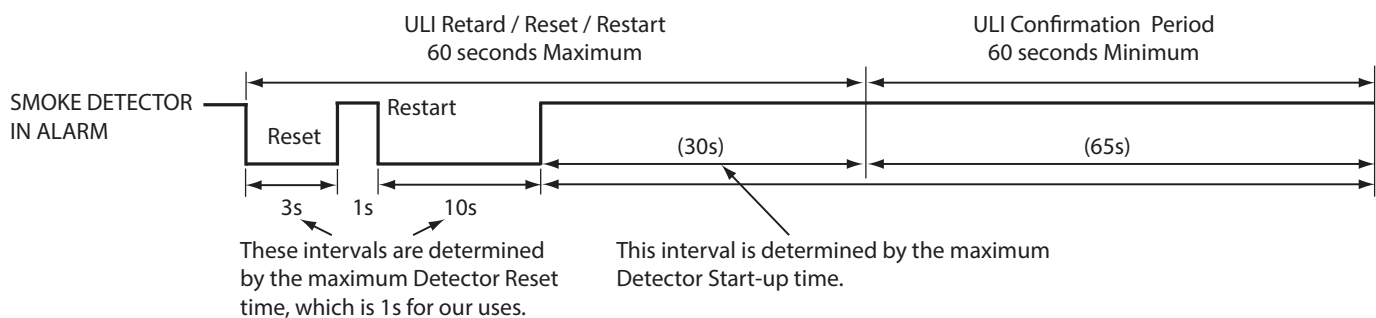 ULI Retard / Reset / Restart
60 seconds Maximum
ULI Confirmation Period
60 seconds Minimum
SMOKE DETECTOR
IN ALARM
Reset
Restart
(30s)
(65s)
3s
1s
10s
These intervals are determined
by the maximum Detector Reset
time, which is 1s for our uses.
This interval is determined by the maximum
Detector Start-up time.